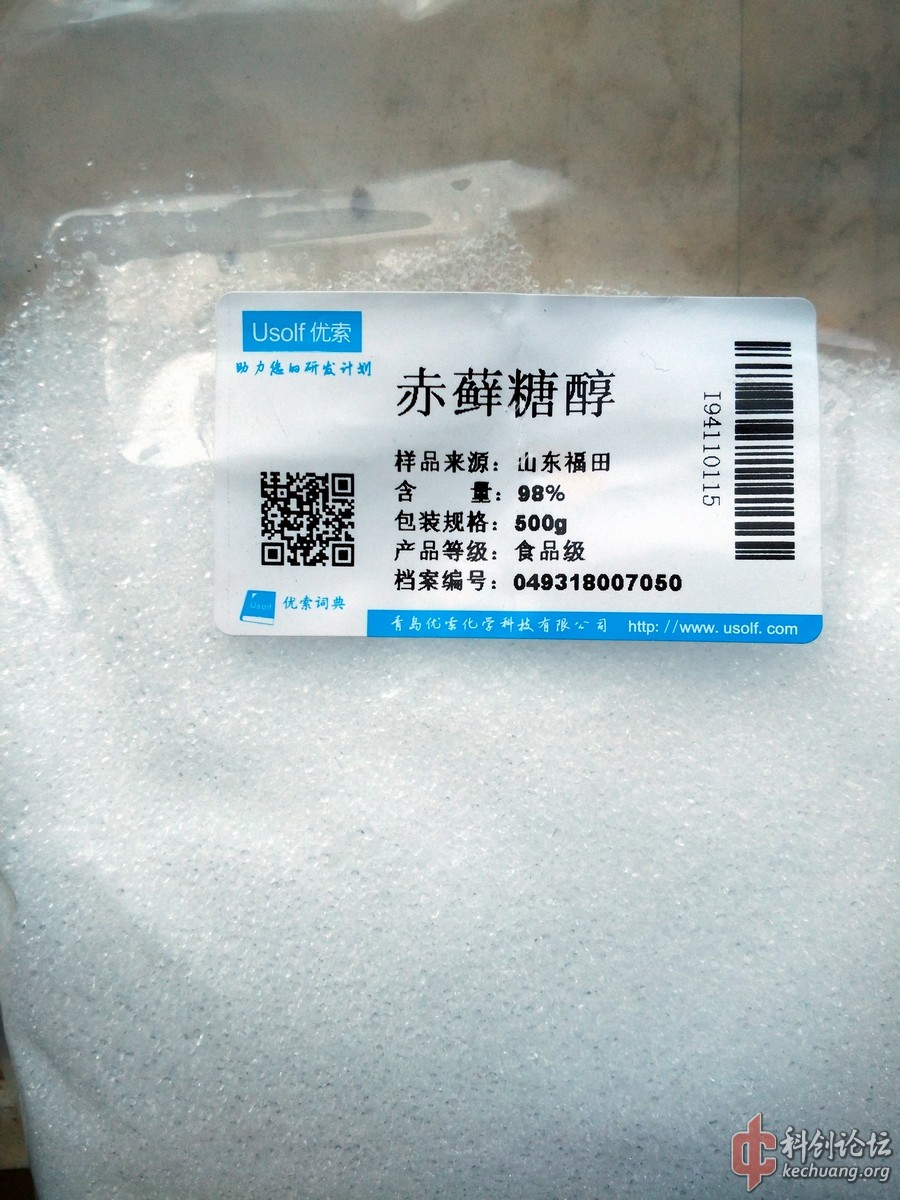 Usolf 优索
助力您的研发计划
赤藓糖醇
样品来源：山东福田
含 量：98%
包装规格：500g
产品等级：食品级
档案编号：049318007050
I94110115
Usolf
优索词典
青岛优索化学科技有限公司 http://www.usolf.com
科创论坛
kechuang.org